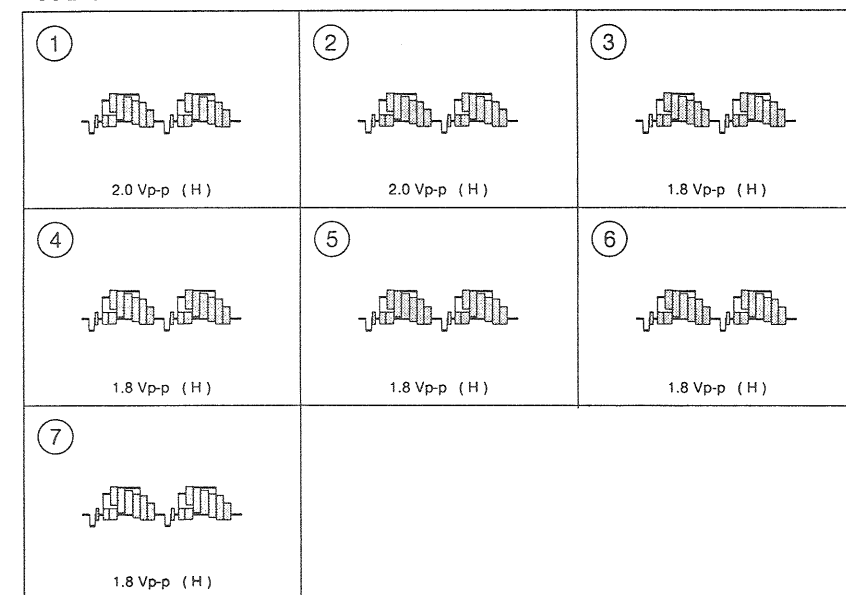 1 2 3
2.0 Vp-p ( H ) 2.0 Vp-p ( H ) 1.8 Vp-p ( H )
4 5 6
1.8 Vp-p ( H ) 1.8 Vp-p ( H ) 1.8 Vp-p ( H )
7
1.8 Vp-p ( H )